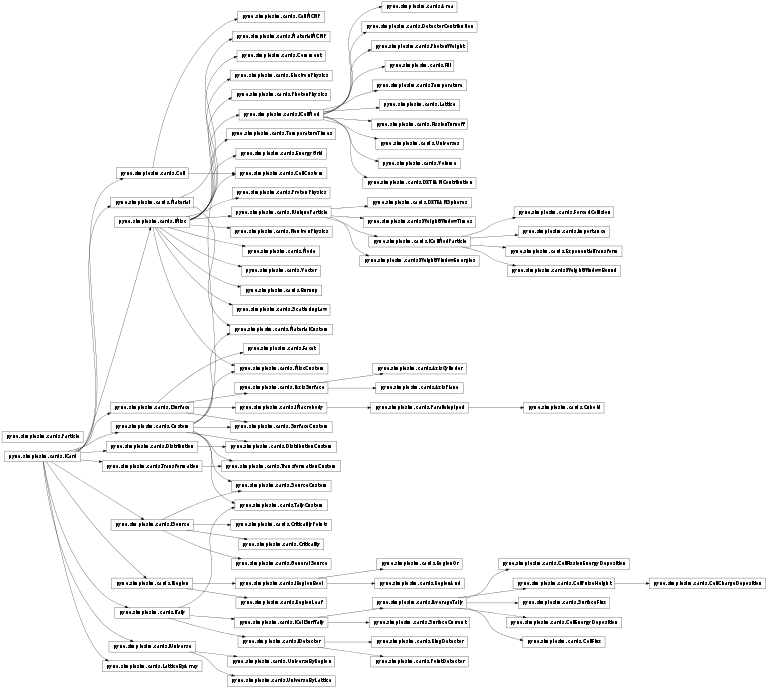 pyne.simplesim.cards.Area
pyne.simplesim.cards.CellMCNP
pyne.simplesim.cards.DetectorContribution
pyne.simplesim.cards.MaterialMCNP
pyne.simplesim.cards.PhotonWeight
pyne.simplesim.cards.Comment
pyne.simplesim.cards.Fill
pyne.simplesim.cards.ElectronPhysics
pyne.simplesim.cards.Temperature
pyne.simplesim.cards.PhotonPhysics
pyne.simplesim.cards.Lattice
pyne.simplesim.cards.ICellMod
pyne.simplesim.cards.FissionTurnoff
pyne.simplesim.cards.TemperatureTimes
pyne.simplesim.cards.Universes
pyne.simplesim.cards.EnergyGrid
pyne.simplesim.cards.Volume
pyne.simplesim.cards.Cell
pyne.simplesim.cards.CellCustom
pyne.simplesim.cards.DXTRANContribution
pyne.simplesim.cards.ProtonPhysics
pyne.simplesim.cards.Material
pyne.simplesim.cards.DXTRANSpheres
pyne.simplesim.cards.IUniqueParticle
pyne.simplesim.cards.ForcedCollision
pyne.simplesim.cards.IMisc
pyne.simplesim.cards.WeightWindowTimes
pyne.simplesim.cards.NeutronPhysics
pyne.simplesim.cards.Importance
pyne.simplesim.cards.ICellModParticle
pyne.simplesim.cards.Mode
pyne.simplesim.cards.ExponentialTransform
pyne.simplesim.cards.WeightWindowEnergies
pyne.simplesim.cards.Vector
pyne.simplesim.cards.WeightWindowBound
pyne.simplesim.cards.Burnup
pyne.simplesim.cards.ScatteringLaw
pyne.simplesim.cards.MaterialCustom
pyne.simplesim.cards.Facet
pyne.simplesim.cards.MiscCustom
pyne.simplesim.cards.AxisCylinder
pyne.simplesim.cards.IAxisSurface
pyne.simplesim.cards.AxisPlane
pyne.simplesim.cards.ISurface
pyne.simplesim.cards.IMacrobody
pyne.simplesim.cards.Parallelepiped
pyne.simplesim.cards.Cuboid
pyne.simplesim.cards.Custom
pyne.simplesim.cards.SurfaceCustom
pyne.simplesim.cards.Particle
pyne.simplesim.cards.Distribution
pyne.simplesim.cards.DistributionCustom
pyne.simplesim.cards.ICard
pyne.simplesim.cards.Transformation
pyne.simplesim.cards.TransformationCustom
pyne.simplesim.cards.SourceCustom
pyne.simplesim.cards.TallyCustom
pyne.simplesim.cards.ISource
pyne.simplesim.cards.CriticalityPoints
pyne.simplesim.cards.Criticality
pyne.simplesim.cards.GeneralSource
pyne.simplesim.cards.RegionOr
pyne.simplesim.cards.CellFissionEnergyDeposition
pyne.simplesim.cards.IRegion
pyne.simplesim.cards.IRegionBool
pyne.simplesim.cards.RegionAnd
pyne.simplesim.cards.CellPulseHeight
pyne.simplesim.cards.CellChargeDeposition
pyne.simplesim.cards.RegionLeaf
pyne.simplesim.cards.IAverageTally
pyne.simplesim.cards.SurfaceFlux
pyne.simplesim.cards.ITally
pyne.simplesim.cards.ICellSurfTally
pyne.simplesim.cards.SurfaceCurrent
pyne.simplesim.cards.CellEnergyDeposition
pyne.simplesim.cards.IDetector
pyne.simplesim.cards.RingDetector
pyne.simplesim.cards.CellFlux
pyne.simplesim.cards.IUniverse
pyne.simplesim.cards.UniverseByRegion
pyne.simplesim.cards.PointDetector
pyne.simplesim.cards.LatticeByArray
pyne.simplesim.cards.UniverseByLattice